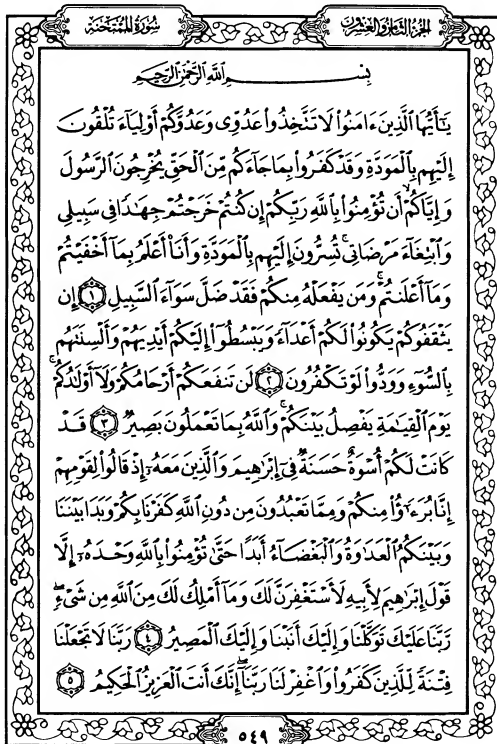 الجزء الثامن والعشرون
سورة الممتحنة
بِسْمِ اللَّهِ الرَّحْمَٰنِ الرَّحِيمِ
يَٰٓأَيُّهَا ٱلَّذِينَ ءَامَنُوا۟ لَا تَتَّخِذُوا۟ عَدُوِّى وَعَدُوَّكُمْ أَوْلِيَآءَ تُلْقُونَ
إِلَيْهِم بِٱلْمَوَدَّةِ وَقَدْ كَفَرُوا۟ بِمَا جَآءَكُم مِّنَ ٱلْحَقِّ يُخْرِجُونَ ٱلرَّسُولَ
وَإِيَّاكُمْ ۙ أَن تُؤْمِنُوا۟ بِٱللَّهِ رَبِّكُمْ إِن كُنتُمْ خَرَجْتُمْ جِهَٰدًا فِى سَبِيلِى
وَٱبْتِغَآءَ مَرْضَاتِى ۚ تُسِرُّونَ إِلَيْهِم بِٱلْمَوَدَّةِ وَأَنَا۠ أَعْلَمُ بِمَآ أَخْفَيْتُمْ
وَمَآ أَعْلَنتُمْ ۚ وَمَن يَفْعَلْهُ مِنكُمْ فَقَدْ ضَلَّ سَوَآءَ ٱلسَّبِيلِ ١ إِن
يَثْقَفُوكُمْ يَكُونُوا۟ لَكُمْ أَعْدَآءً وَيَبْسُطُوٓا۟ إِلَيْكُمْ أَيْدِيَهُمْ وَأَلْسِنَتَهُم
بِٱلسُّوٓءِ وَوَدُّوا۟ لَوْ تَكْفُرُونَ ٢ لَن تَنفَعَكُمْ أَرْحَامُكُمْ وَلَآ أَوْلَٰدُكُمْ ۚ
يَوْمَ ٱلْقِيَٰمَةِ يَفْصِلُ بَيْنَكُمْ ۚ وَٱللَّهُ بِمَا تَعْمَلُونَ بَصِيرٌ ٣ قَدْ
كَانَتْ لَكُمْ أُسْوَةٌ حَسَنَةٌ فِىٓ إِبْرَٰهِيمَ وَٱلَّذِينَ مَعَهُۥٓ إِذْ قَالُوا۟ لِقَوْمِهِمْ
إِنَّا بُرَءَٰٓؤُا۟ مِنكُمْ وَمِمَّا تَعْبُدُونَ مِن دُونِ ٱللَّهِ كَفَرْنَا بِكُمْ وَبَدَا بَيْنَنَا
وَبَيْنَكُمُ ٱلْعَدَٰوَةُ وَٱلْبَغْضَآءُ أَبَدًا حَتَّىٰ تُؤْمِنُوا۟ بِٱللَّهِ وَحْدَهُۥٓ إِلَّا
قَوْلَ إِبْرَٰهِيمَ لِأَبِيهِ لَأَسْتَغْفِرَنَّ لَكَ وَمَآ أَمْلِكُ لَكَ مِنَ ٱللَّهِ مِن شَىْءٍ ۖ
رَّبَّنَا عَلَيْكَ تَوَكَّلْنَا وَإِلَيْكَ أَنَبْنَا وَإِلَيْكَ ٱلْمَصِيرُ ٤ رَبَّنَا لَا تَجْعَلْنَا
فِتْنَةً لِّلَّذِينَ كَفَرُوا۟ وَٱغْفِرْ لَنَا رَبَّنَآ ۖ إِنَّكَ أَنتَ ٱلْعَزِيزُ ٱلْحَكِيمُ ٥
٥٤٩